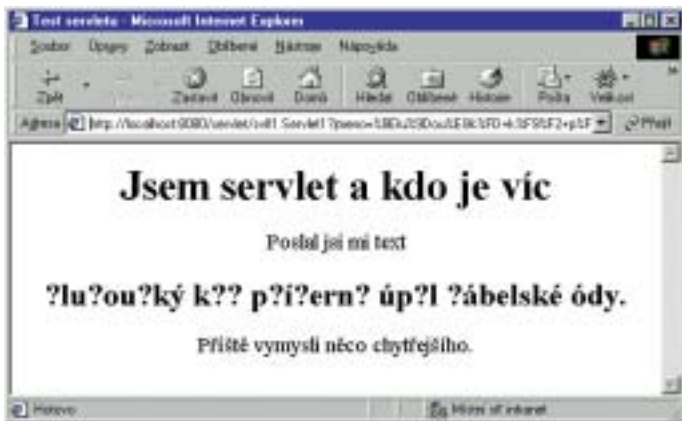 Test servletu - Microsoft Internet Explorer
Soubor Úpravy Zobrazit Oblíbené Nástroje Nápověda
Zpět Zastavit Obnovit Domů Hledat Oblíbené Historie Pošta Velikost
Adresa Přejít
Jsem servlet a kdo je víc
Poslal jsi mi text
?lu?ou?ký k?? p?í?ern? úp?l ?ábelské ódy.
Příště vymysli něco chytřejšího.
Hotovo Místní síť intranet